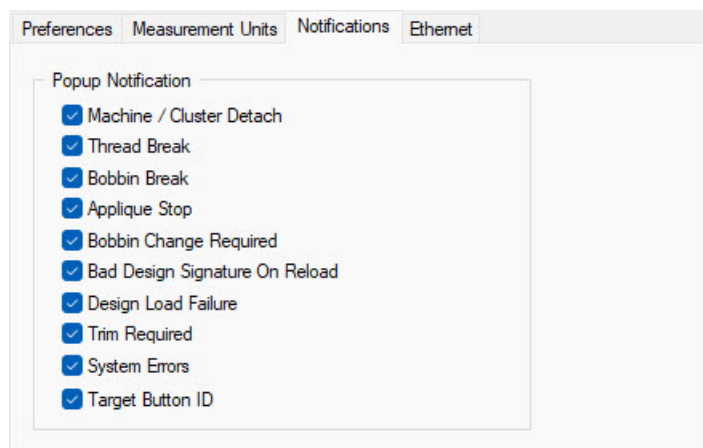 Preferences Measurement Units Notifications Ethernet
Popup Notification
Machine / Cluster Detach
Thread Break
Bobbin Break
Applique Stop
Bobbin Change Required
Bad Design Signature On Reload
Design Load Failure
Trim Required
System Errors
Target Button ID